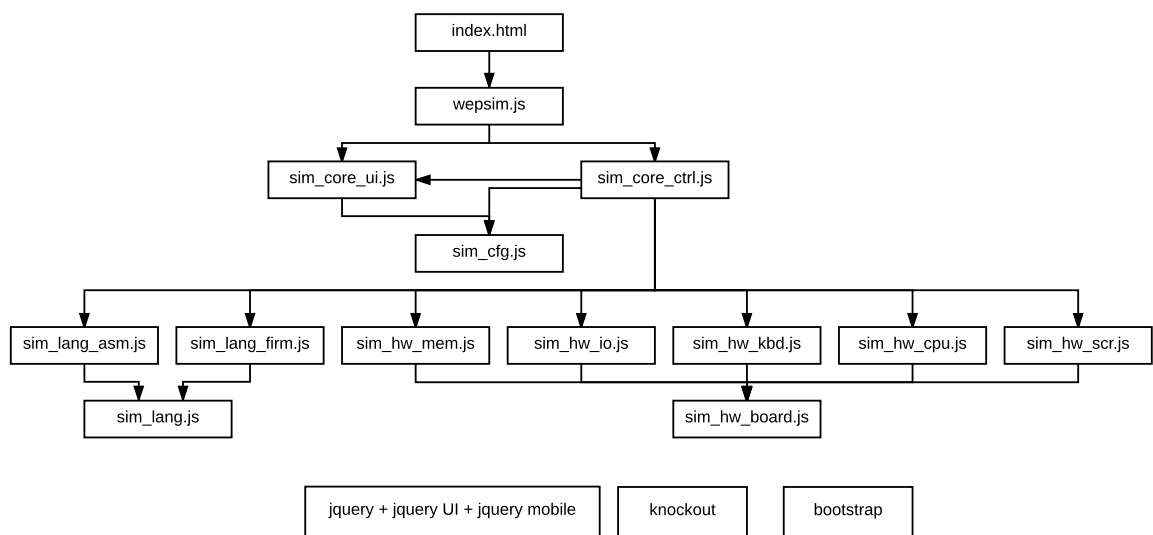 index.html
wepsim.js
sim_core_ui.js
sim_core_ctrl.js
sim_cfg.js
sim_lang_asm.js
sim_lang_firm.js
sim_hw_mem.js
sim_hw_io.js
sim_hw_kbd.js
sim_hw_cpu.js
sim_hw_scr.js
sim_lang.js
sim_hw_board.js
jquery + jquery UI + jquery mobile
knockout
bootstrap